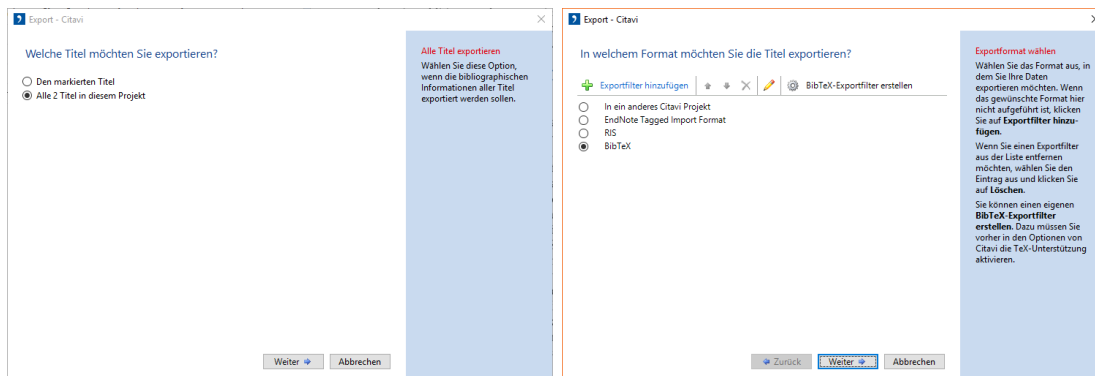 Export - Citavi
Welche Titel möchten Sie exportieren?
Den markierten Titel
Alle 2 Titel in diesem Projekt
Alle Titel exportieren
Wählen Sie diese Option,
wenn die bibliographischen
Informationen aller Titel
exportiert werden sollen.
Weiter
Abbrechen
Export - Citavi
In welchem Format möchten Sie die Titel exportieren?
Exportfilter hinzufügen
BibTeX-Exportfilter erstellen
In ein anderes Citavi Projekt
EndNote Tagged Import Format
RIS
BibTeX
Exportformat wählen
Wählen Sie das Format aus, in
dem Sie Ihre Daten
exportieren möchten. Wenn
das gewünschte Format hier
nicht aufgeführt ist, klicken
Sie auf Exportfilter hinzu-
fügen.
Wenn Sie einen Exportfilter
aus der Liste entfernen
möchten, wählen Sie den
Eintrag aus und klicken Sie
auf Löschen.
Sie können einen eigenen
BibTeX-Exportfilter
erstellen. Dazu müssen Sie
vorher in den Optionen von
Citavi die TeX-Unterstützung
aktivieren.
Zurück
Weiter
Abbrechen